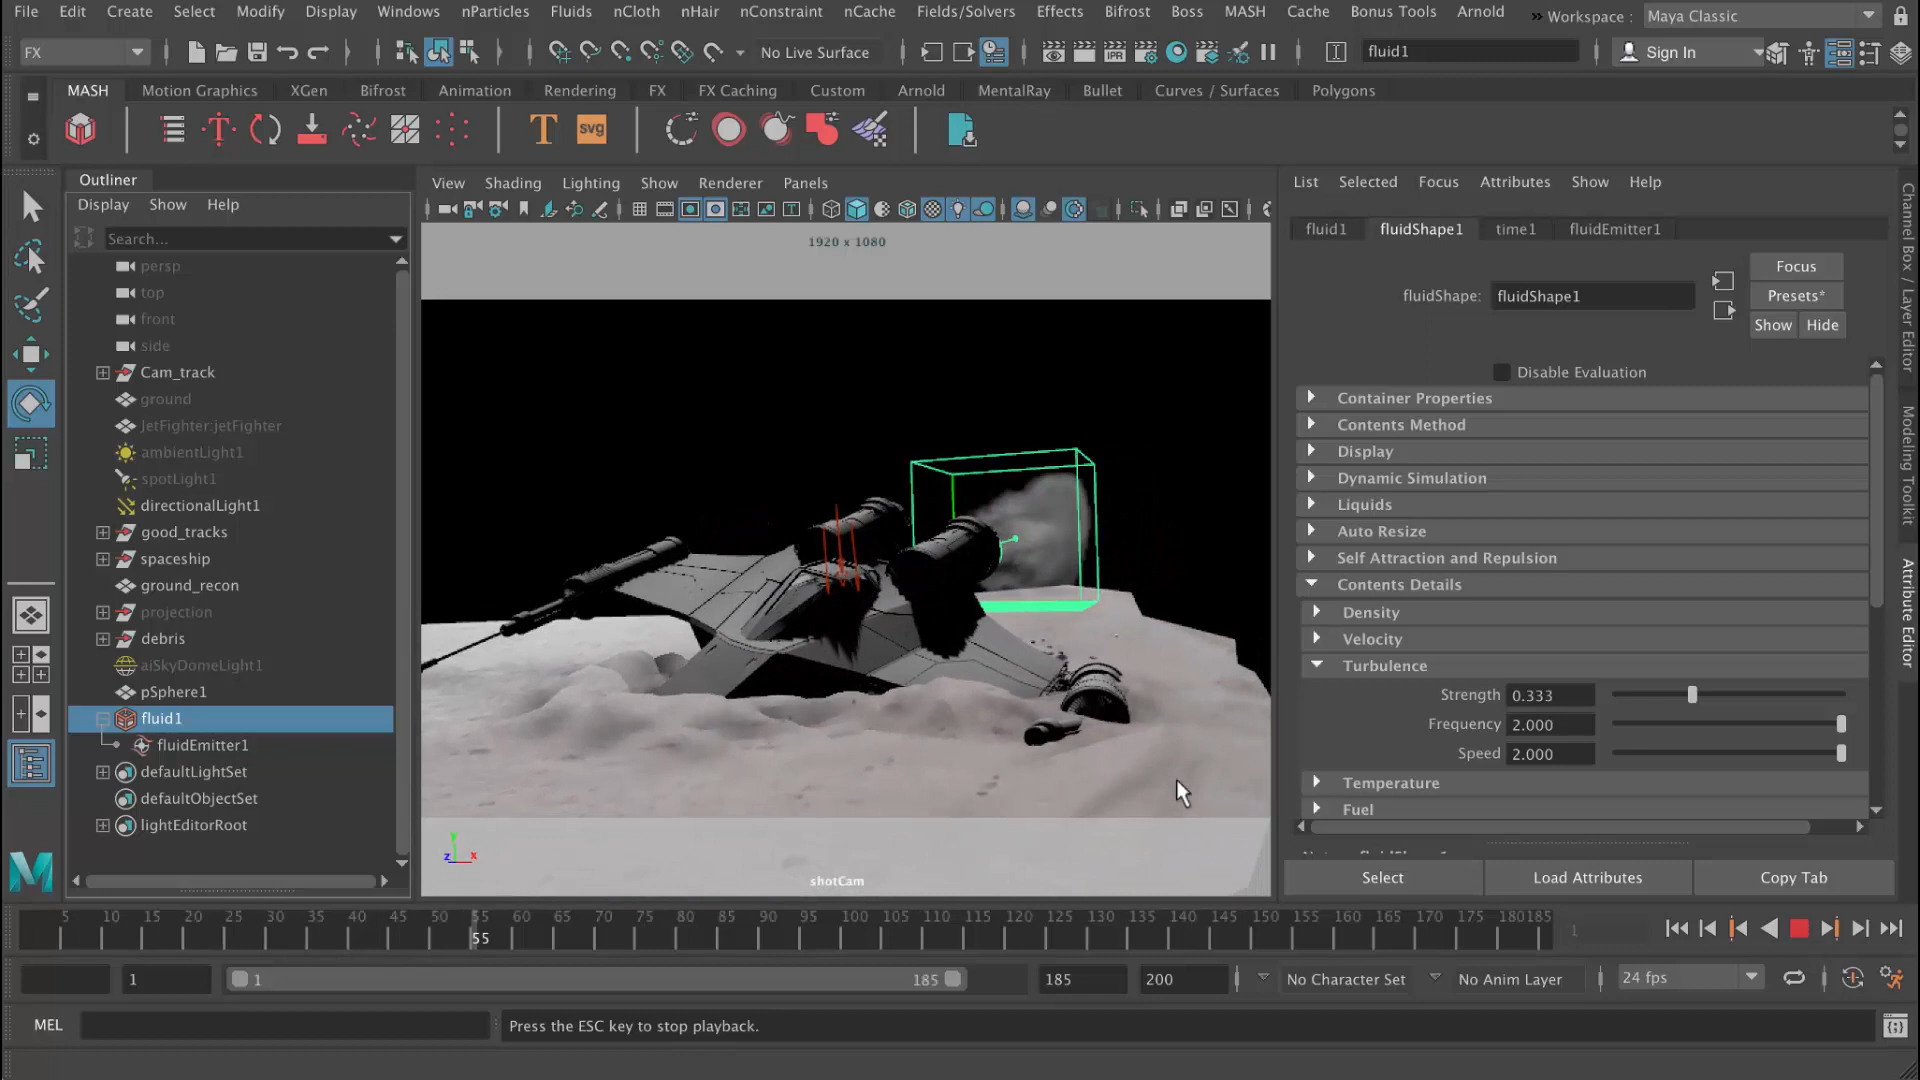 File Edit Create Select Modify Display Windows nParticles Fluids nCloth nHair nConstraint nCache Fields/Solvers Effects Bifrost Boss MASH Cache Bonus Tools Arnold » Workspace : Maya Classic
FX No Live Surface IPR fluid1 Sign In
MASH Motion Graphics XGen Bifrost Animation Rendering FX FX Caching Custom Arnold MentalRay Bullet Curves / Surfaces Polygons
T T svg
Outliner
Display Show Help
Search...
persp
top
front
side
Cam_track
ground
JetFighter:jetFighter
ambientLight1
spotLight1
directionalLight1
good_tracks
spaceship
ground_recon
projection
debris
aiSkyDomeLight1
pSphere1
fluid1
fluidEmitter1
defaultLightSet
defaultObjectSet
lightEditorRoot
View Shading Lighting Show Renderer Panels
1920 x 1080
y
z x
shotCam
List Selected Focus Attributes Show Help
fluid1 fluidShape1 time1 fluidEmitter1
Focus
fluidShape: fluidShape1
Presets*
Show Hide
Disable Evaluation
Container Properties
Contents Method
Display
Dynamic Simulation
Liquids
Auto Resize
Self Attraction and Repulsion
Contents Details
Density
Velocity
Turbulence
Strength 0.333
Frequency 2.000
Speed 2.000
Temperature
Fuel
Select Load Attributes Copy Tab
Channel Box / Layer Editor
Modeling Toolkit
Attribute Editor
5 10 15 20 25 30 35 40 45 50 55 60 65 70 75 80 85 90 95 100 105 110 115 120 125 130 135 140 145 150 155 160 165 170 175 180 185
55
1
1 1 185 185 200 No Character Set No Anim Layer 24 fps
MEL Press the ESC key to stop playback.
M